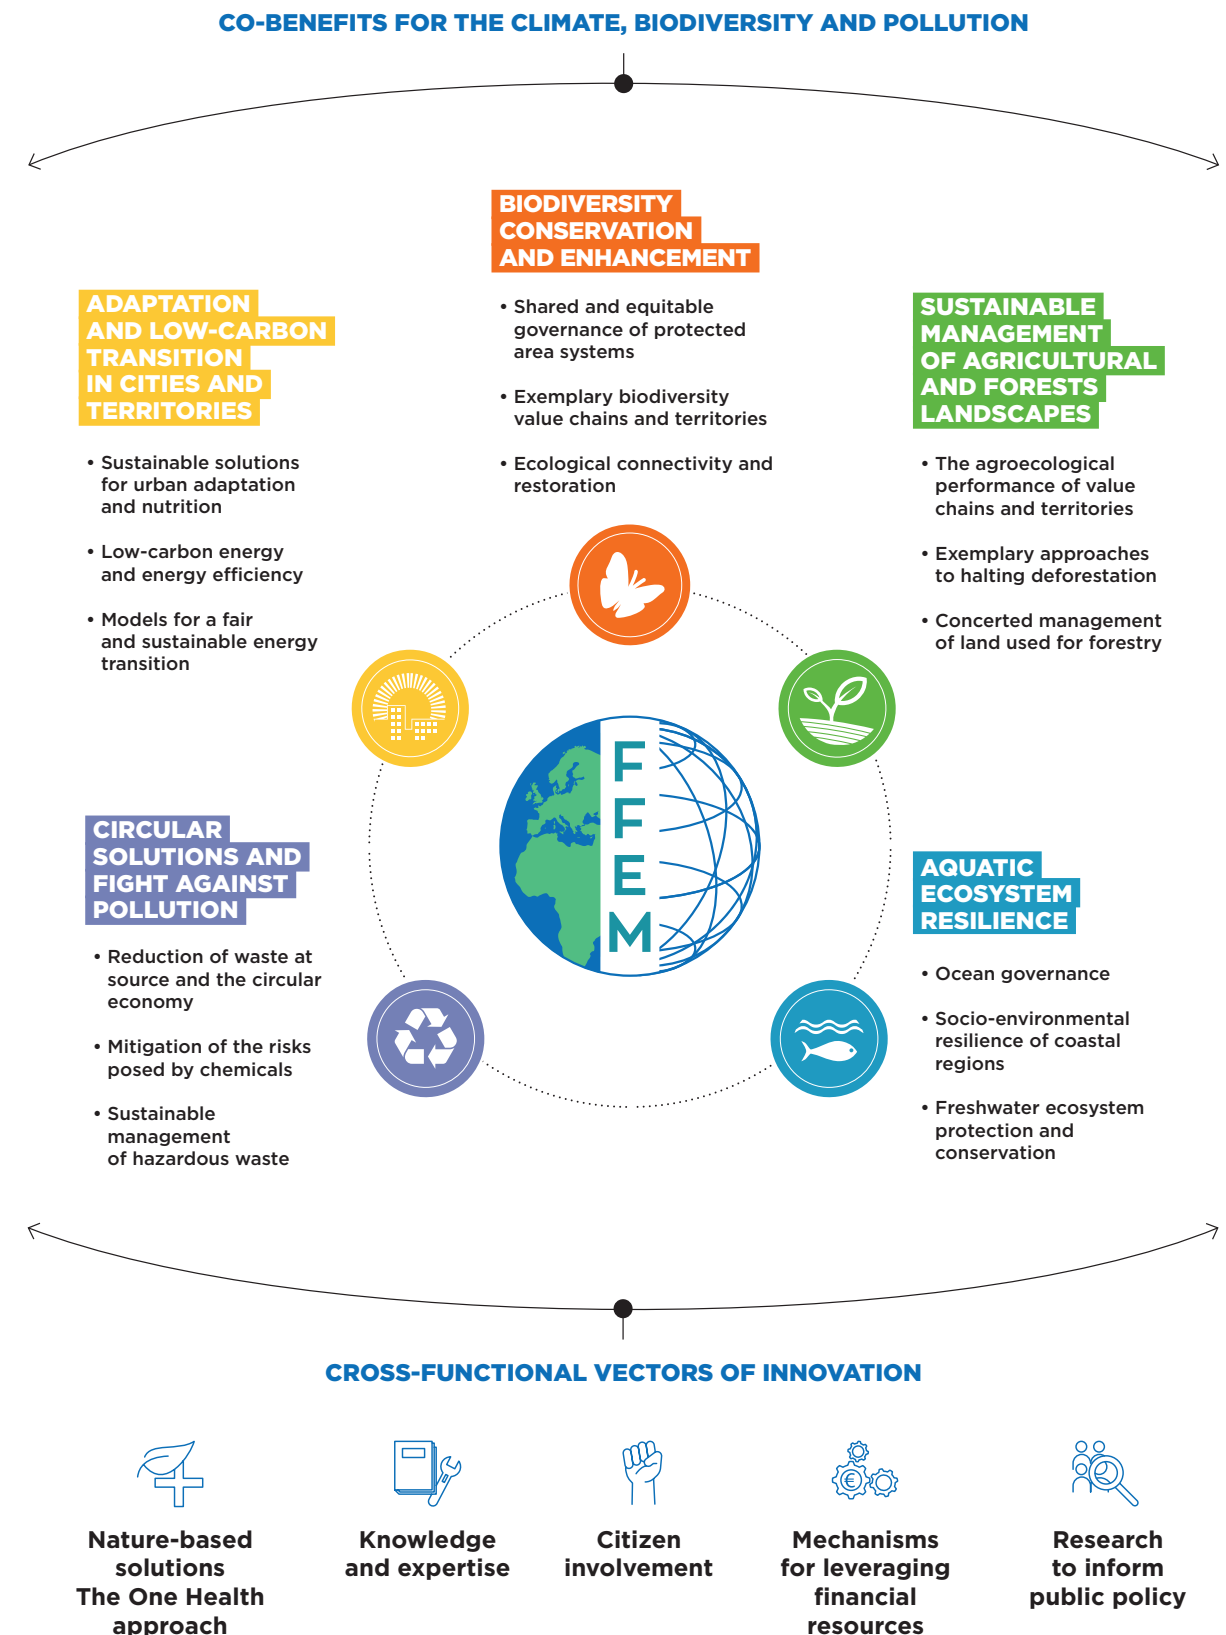 CO-BENEFITS FOR THE CLIMATE, BIODIVERSITY AND POLLUTION
BIODIVERSITY
CONSERVATION
AND ENHANCEMENT
• Shared and equitable
governance of protected
area systems
• Exemplary biodiversity
value chains and territories
• Ecological connectivity and
restoration
ADAPTATION
AND LOW-CARBON
TRANSITION
IN CITIES AND
TERRITORIES
• Sustainable solutions
for urban adaptation
and nutrition
• Low-carbon energy
and energy efficiency
• Models for a fair
and sustainable energy
transition
SUSTAINABLE
MANAGEMENT
OF AGRICULTURAL
AND FORESTS
LANDSCAPES
• The agroecological
performance of value
chains and territories
• Exemplary approaches
to halting deforestation
• Concerted management
of land used for forestry
F
F
E
M
CIRCULAR
SOLUTIONS AND
FIGHT AGAINST
POLLUTION
• Reduction of waste at
source and the circular
economy
• Mitigation of the risks
posed by chemicals
• Sustainable
management
of hazardous waste
AQUATIC
ECOSYSTEM
RESILIENCE
• Ocean governance
• Socio-environmental
resilience of coastal
regions
• Freshwater ecosystem
protection and
conservation
CROSS-FUNCTIONAL VECTORS OF INNOVATION
€
Nature-based
solutions
The One Health
approach
Knowledge
and expertise
Citizen
involvement
Mechanisms
for leveraging
financial
resources
Research
to inform
public policy